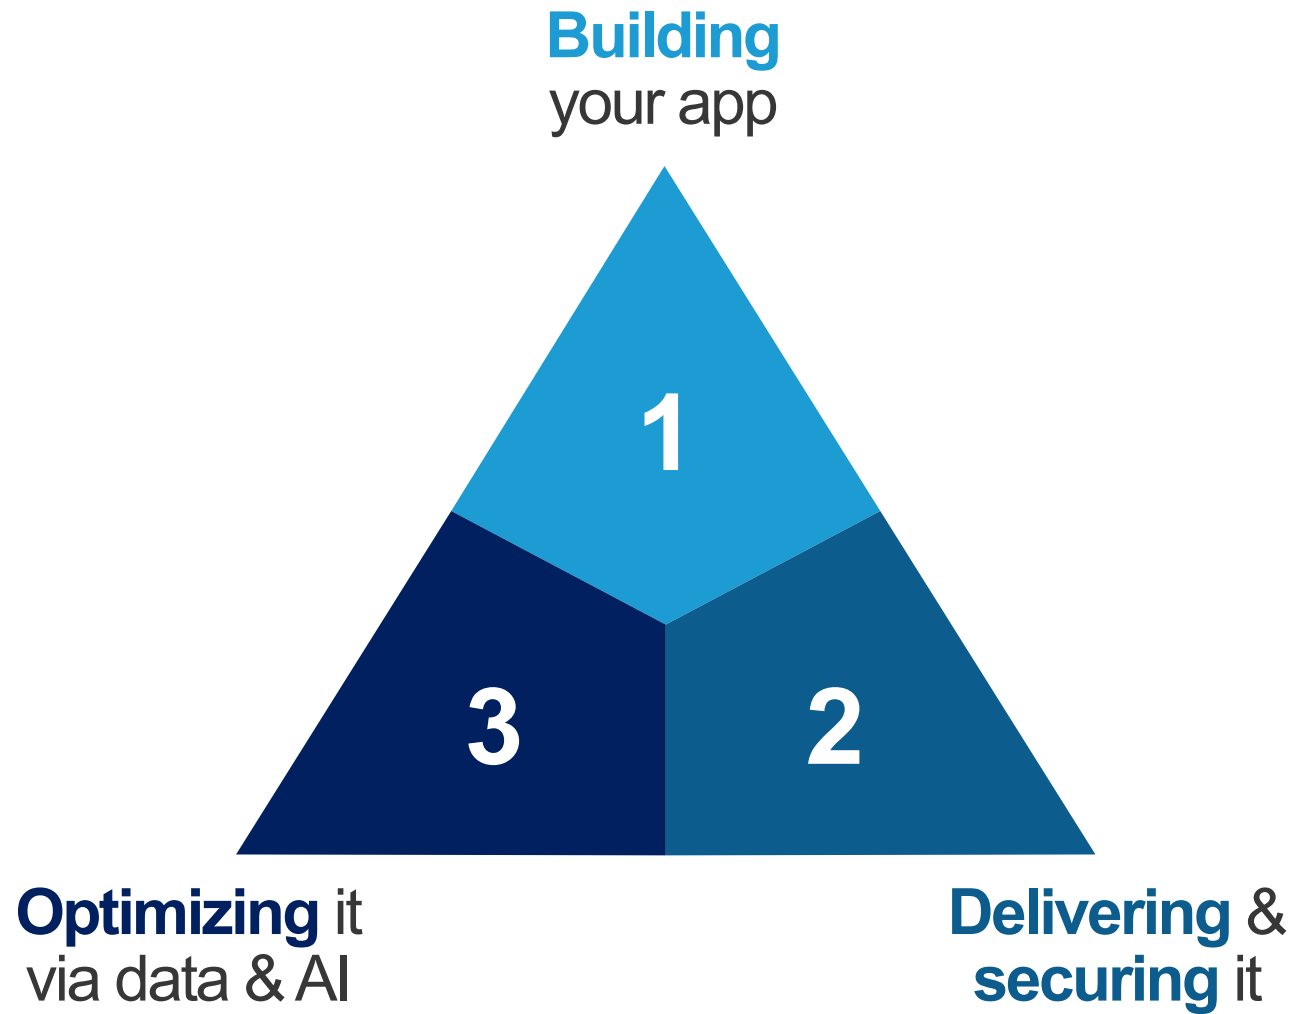 Building
your app
1
3
2
Optimizing it
via data & AI
Delivering &
securing it